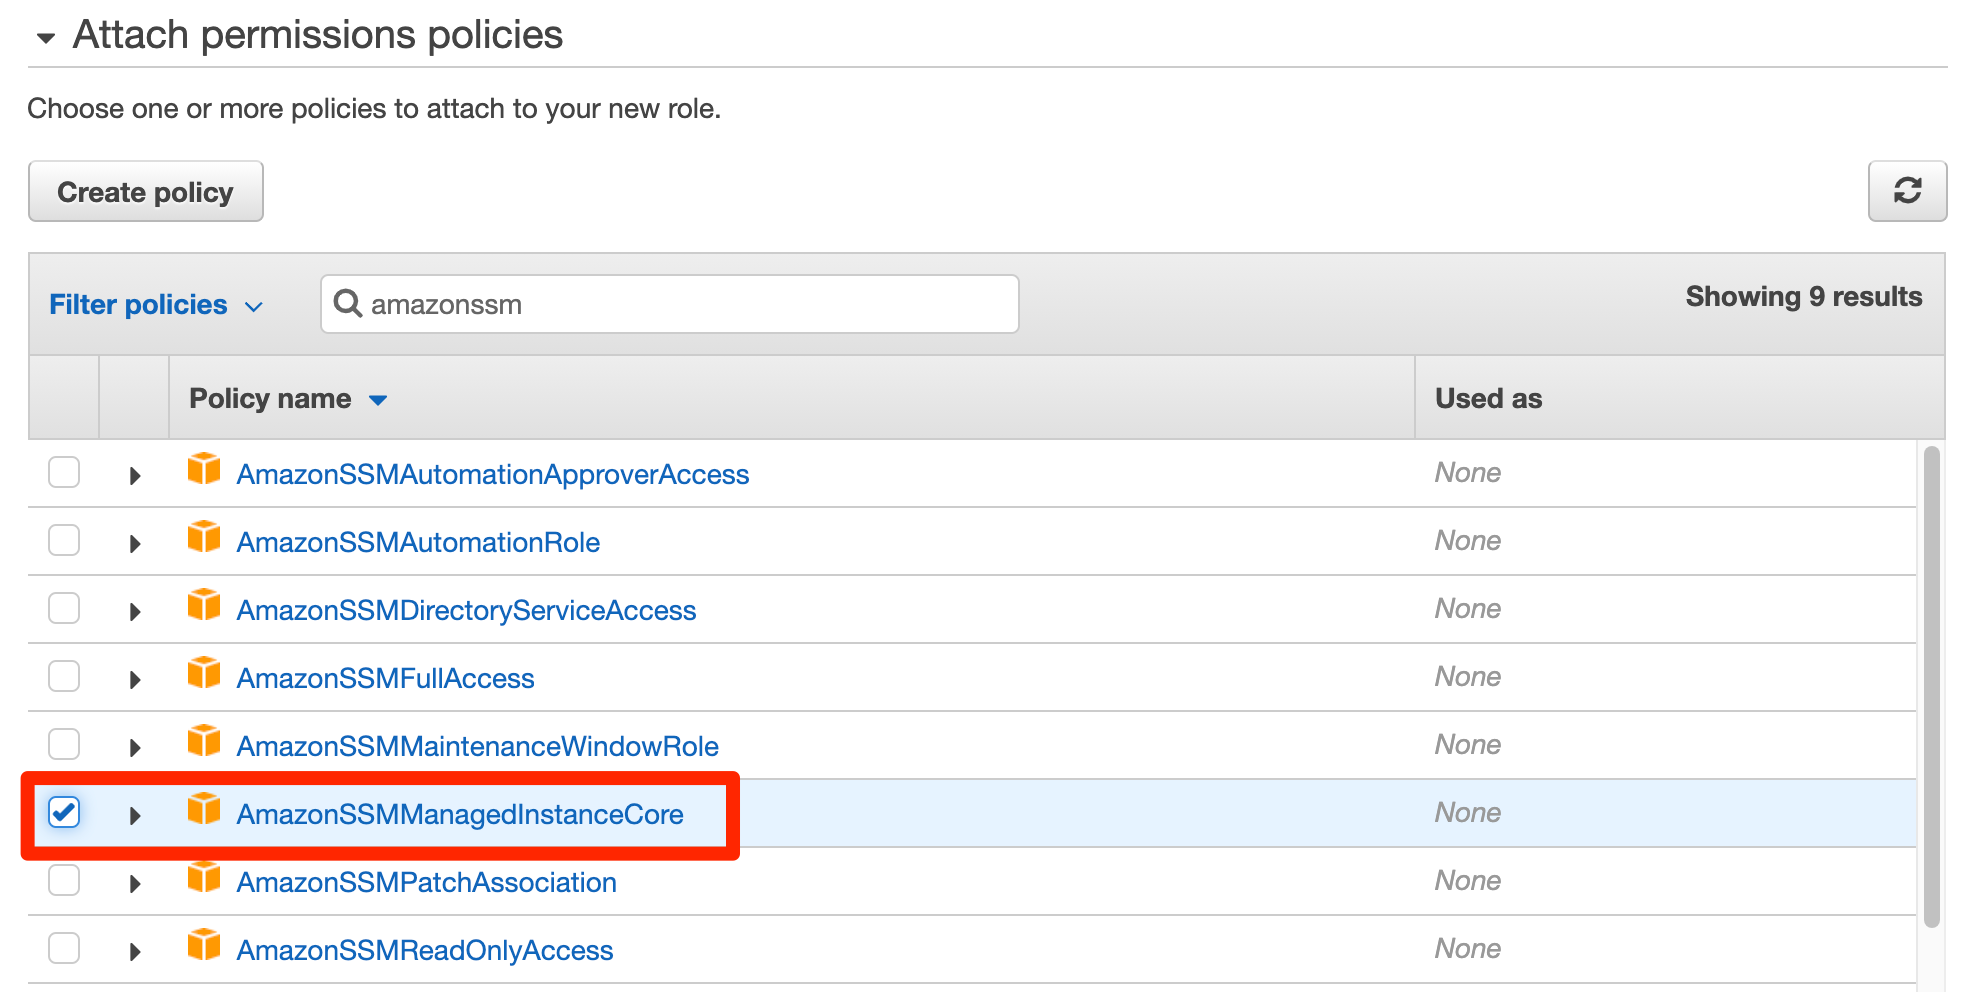 Attach permissions policies
Choose one or more policies to attach to your new role.
Create policy
Filter policies amazonssm Showing 9 results
Policy name Used as
AmazonSSMAutomationApproverAccess None
AmazonSSMAutomationRole None
AmazonSSMDirectoryServiceAccess None
AmazonSSMFullAccess None
AmazonSSMMaintenanceWindowRole None
AmazonSSMManagedInstanceCore None
AmazonSSMPatchAssociation None
AmazonSSMReadOnlyAccess None